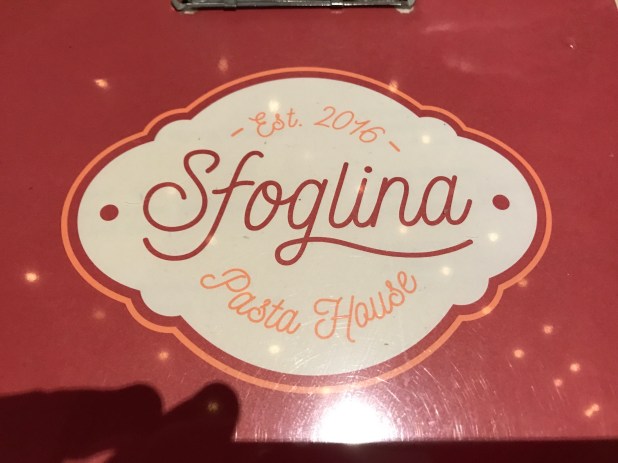 - Est. 2016 -
Sfoglina
Pasta House